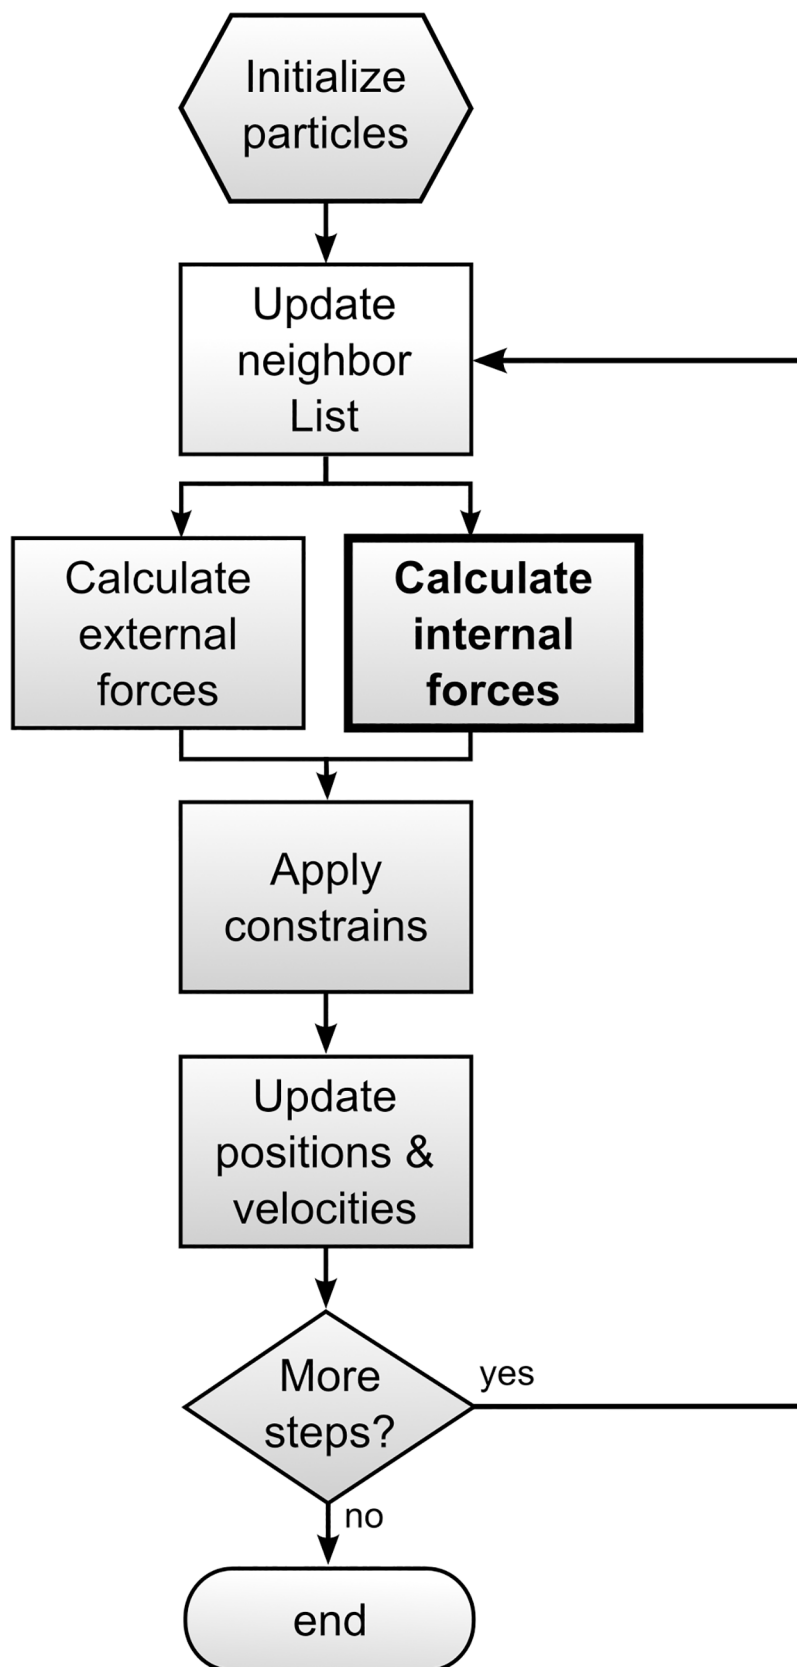 Initialize
particles
Update
neighbor
List
Calculate
external
forces
Calculate
internal
forces
Apply
constrains
Update
positions &
velocities
More
steps?
yes
no
end